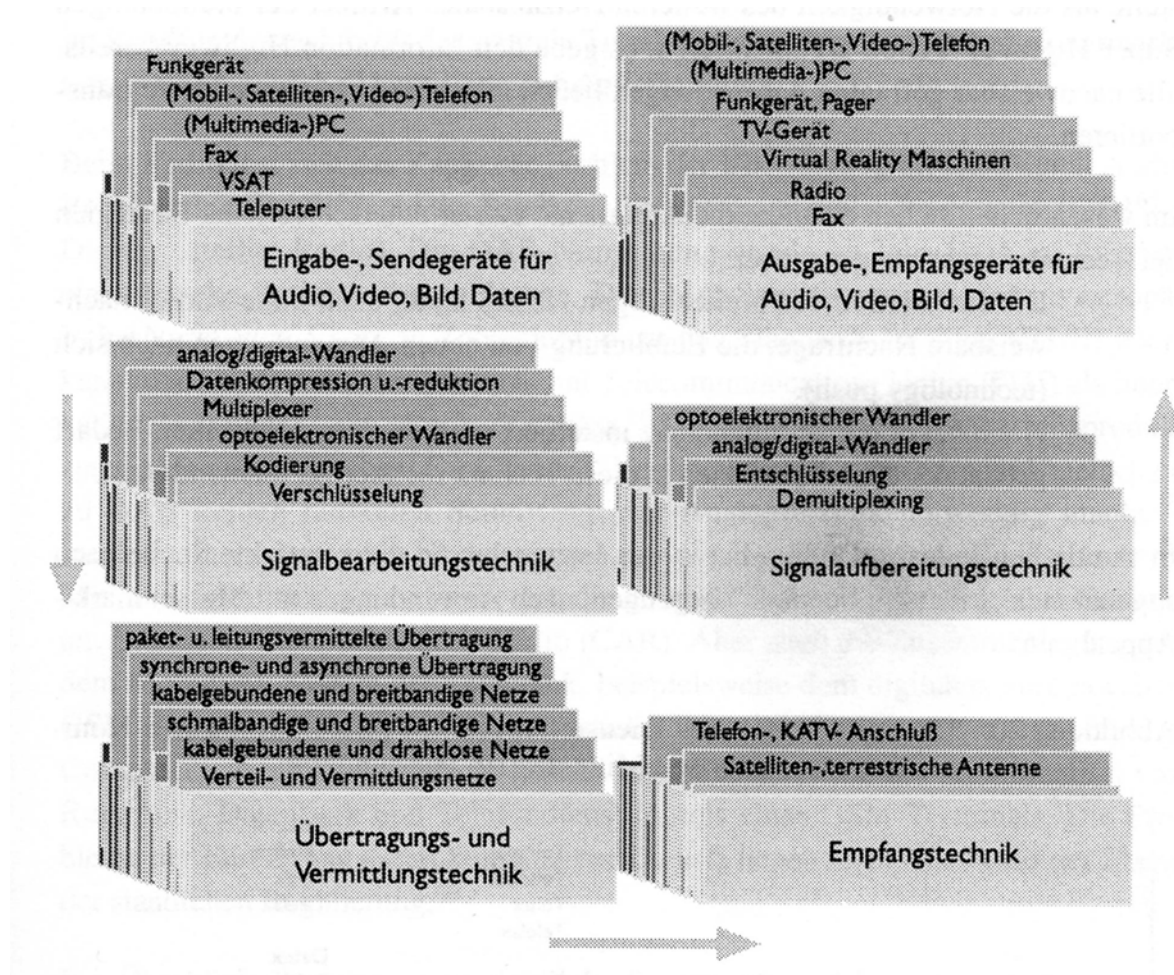 Funkgerät
(Mobil-, Satelliten-,Video-)Telefon
(Multimedia-)PC
Fax
VSAT
Teleputer
Eingabe-, Sendegeräte für
Audio, Video, Bild, Daten
(Mobil-, Satelliten-,Video-)Telefon
(Multimedia-)PC
Funkgerät, Pager
TV-Gerät
Virtual Reality Maschinen
Radio
Fax
Ausgabe-, Empfangsgeräte für
Audio, Video, Bild, Daten
analog/digital-Wandler
Datenkompression u.-reduktion
Multiplexer
optoelektronischer Wandler
Kodierung
Verschlüsselung
Signalbearbeitungstechnik
optoelektronischer Wandler
analog/digital-Wandler
Entschlüsselung
Demultiplexing
Signalaufbereitungstechnik
paket- u. leitungsvermittelte Übertragung
synchrone- und asynchrone Übertragung
kabelgebundene und breitbandige Netze
schmalbandige und breitbandige Netze
kabelgebundene und drahtlose Netze
Verteil- und Vermittlungsnetze
Übertragungs- und
Vermittlungstechnik
Telefon-, KATV- Anschluß
Satelliten-,terrestrische Antenne
Empfangstechnik